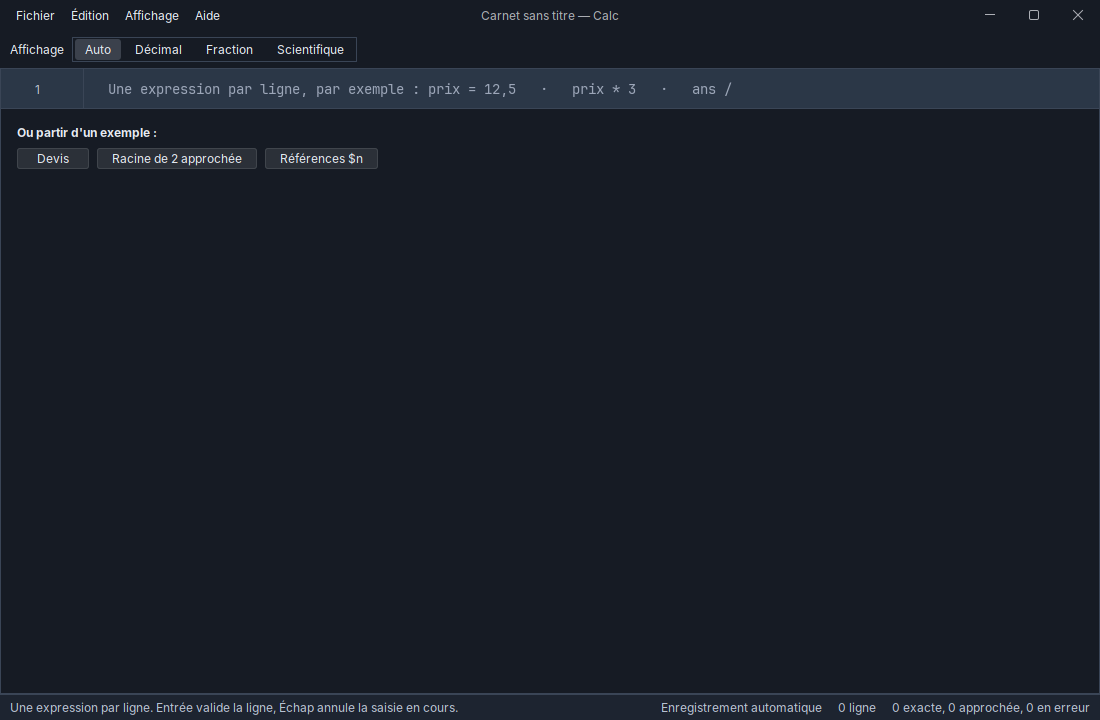 Fichier Édition Affichage Aide Carnet sans titre — Calc
Affichage Auto Décimal Fraction Scientifique
1 Une expression par ligne, par exemple : prix = 12,5 · prix * 3 · ans /
Ou partir d'un exemple :
Devis Racine de 2 approchée Références $n
Une expression par ligne. Entrée valide la ligne, Échap annule la saisie en cours. Enregistrement automatique 0 ligne 0 exacte, 0 approchée, 0 en erreur